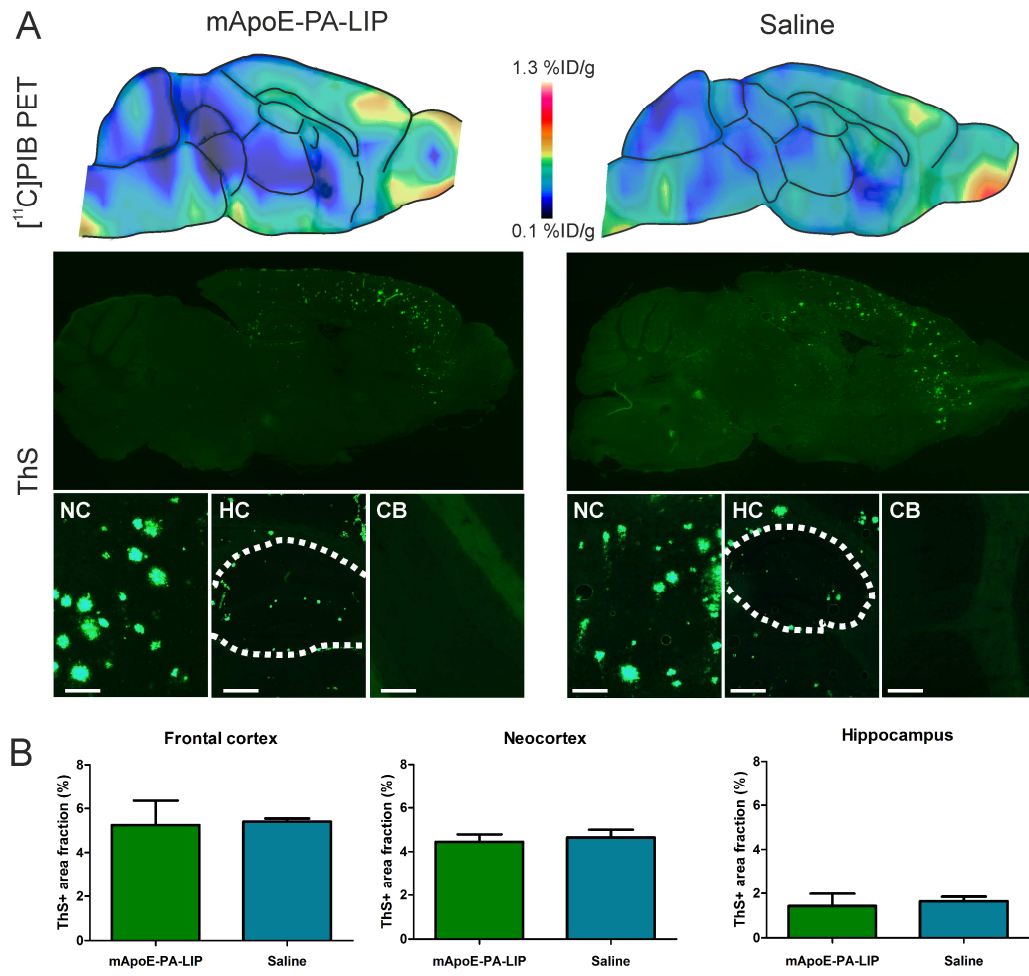 A
mApoE-PA-LIP
Saline
[¹¹C]PIB PET
1.3 %ID/g
0.1 %ID/g
ThS
NC
HC
CB
NC
HC
CB
B
Frontal cortex
ThS+ area fraction (%)
8
6
4
2
0
mApoE-PA-LIP
Saline
Neocortex
ThS+ area fraction (%)
8
6
4
2
0
mApoE-PA-LIP
Saline
Hippocampus
ThS+ area fraction (%)
8
6
4
2
0
mApoE-PA-LIP
Saline